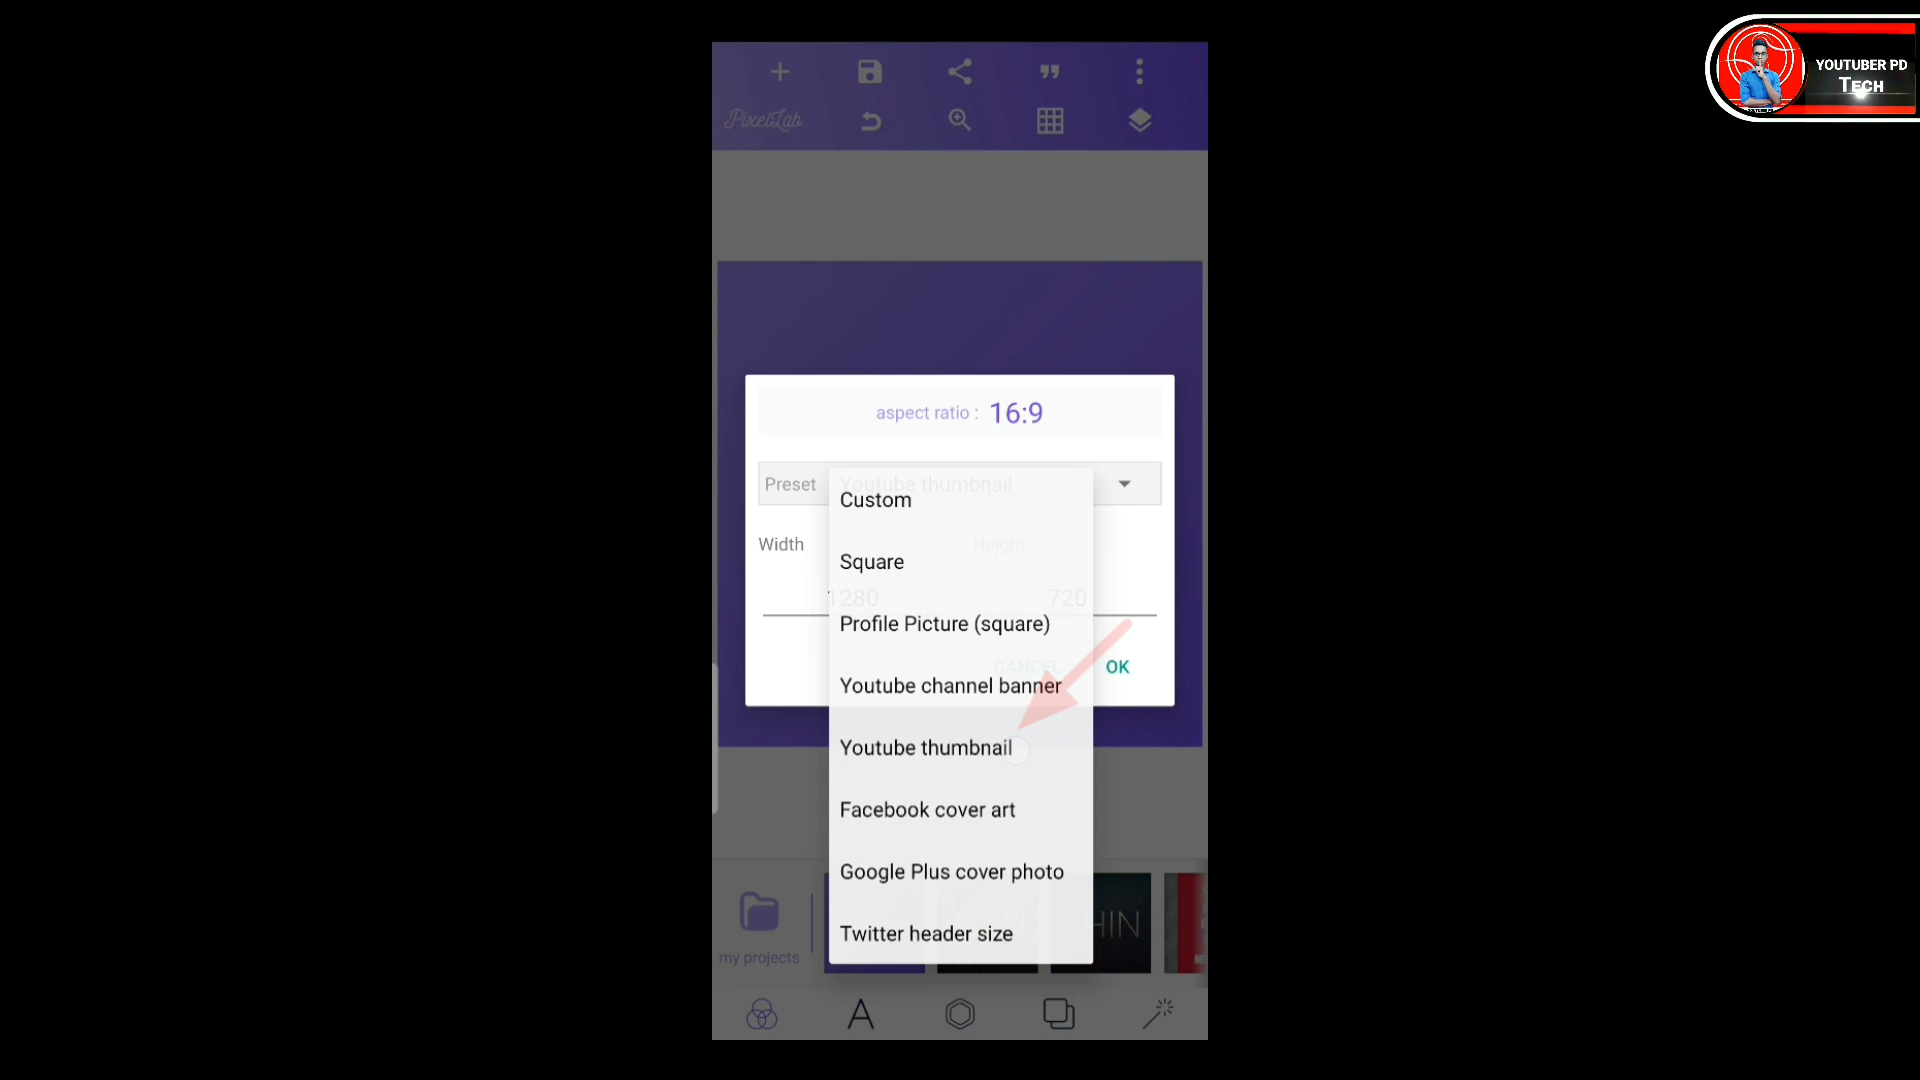 YOUTUBER PD
TECH
PixelLab
aspect ratio : 16:9
Preset
Youtube thumbnail
Custom
Width
Height
Square
1280
720
Profile Picture (square)
CANCEL
OK
Youtube channel banner
Youtube thumbnail
Facebook cover art
Google Plus cover photo
THIN
Twitter header size
my projects